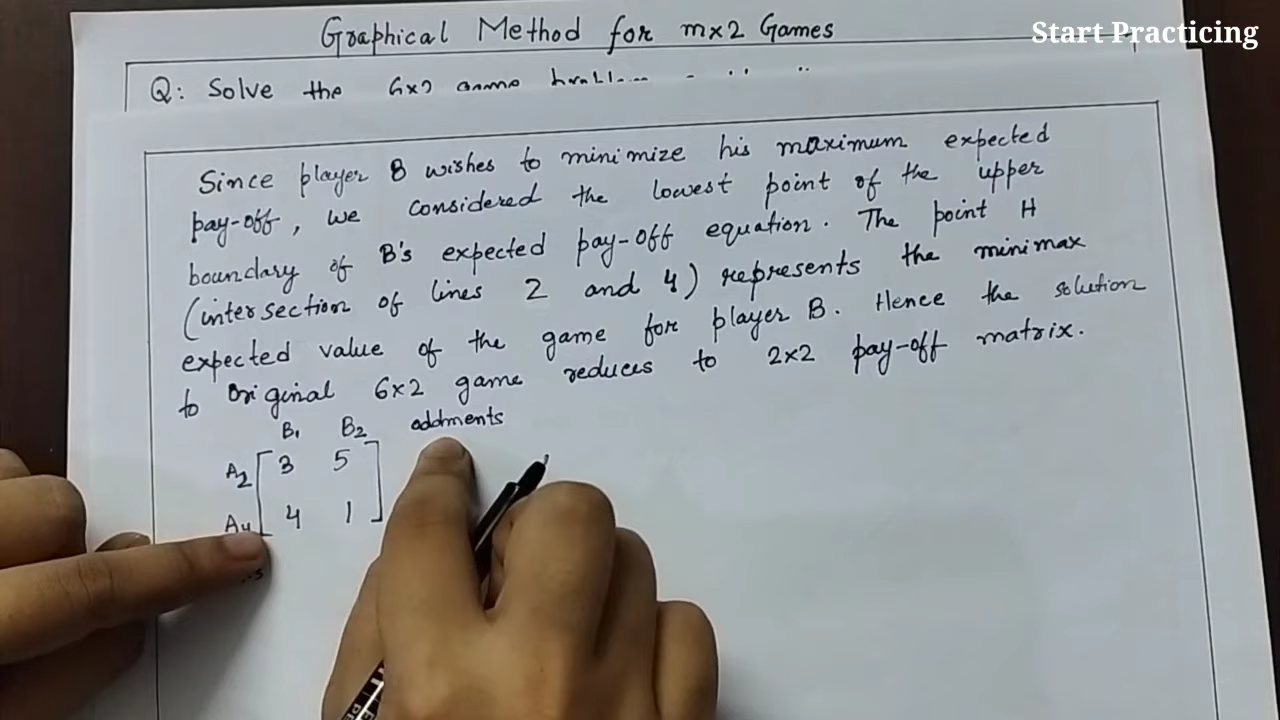 Graphical Method for m×2 Games
Start Practicing
Q: Solve the 6×2
Since player B wishes to minimize his maximum expected
pay-off, we considered the lowest point of the upper
boundary of B's expected pay-off equation. The point H
(intersection of lines 2 and 4) represents the minimax
expected value of the game for player B. Hence the solution
to original 6×2 game reduces to 2×2 pay-off matrix.
B1 B2 oddments
A2 3 5
A4 4 1